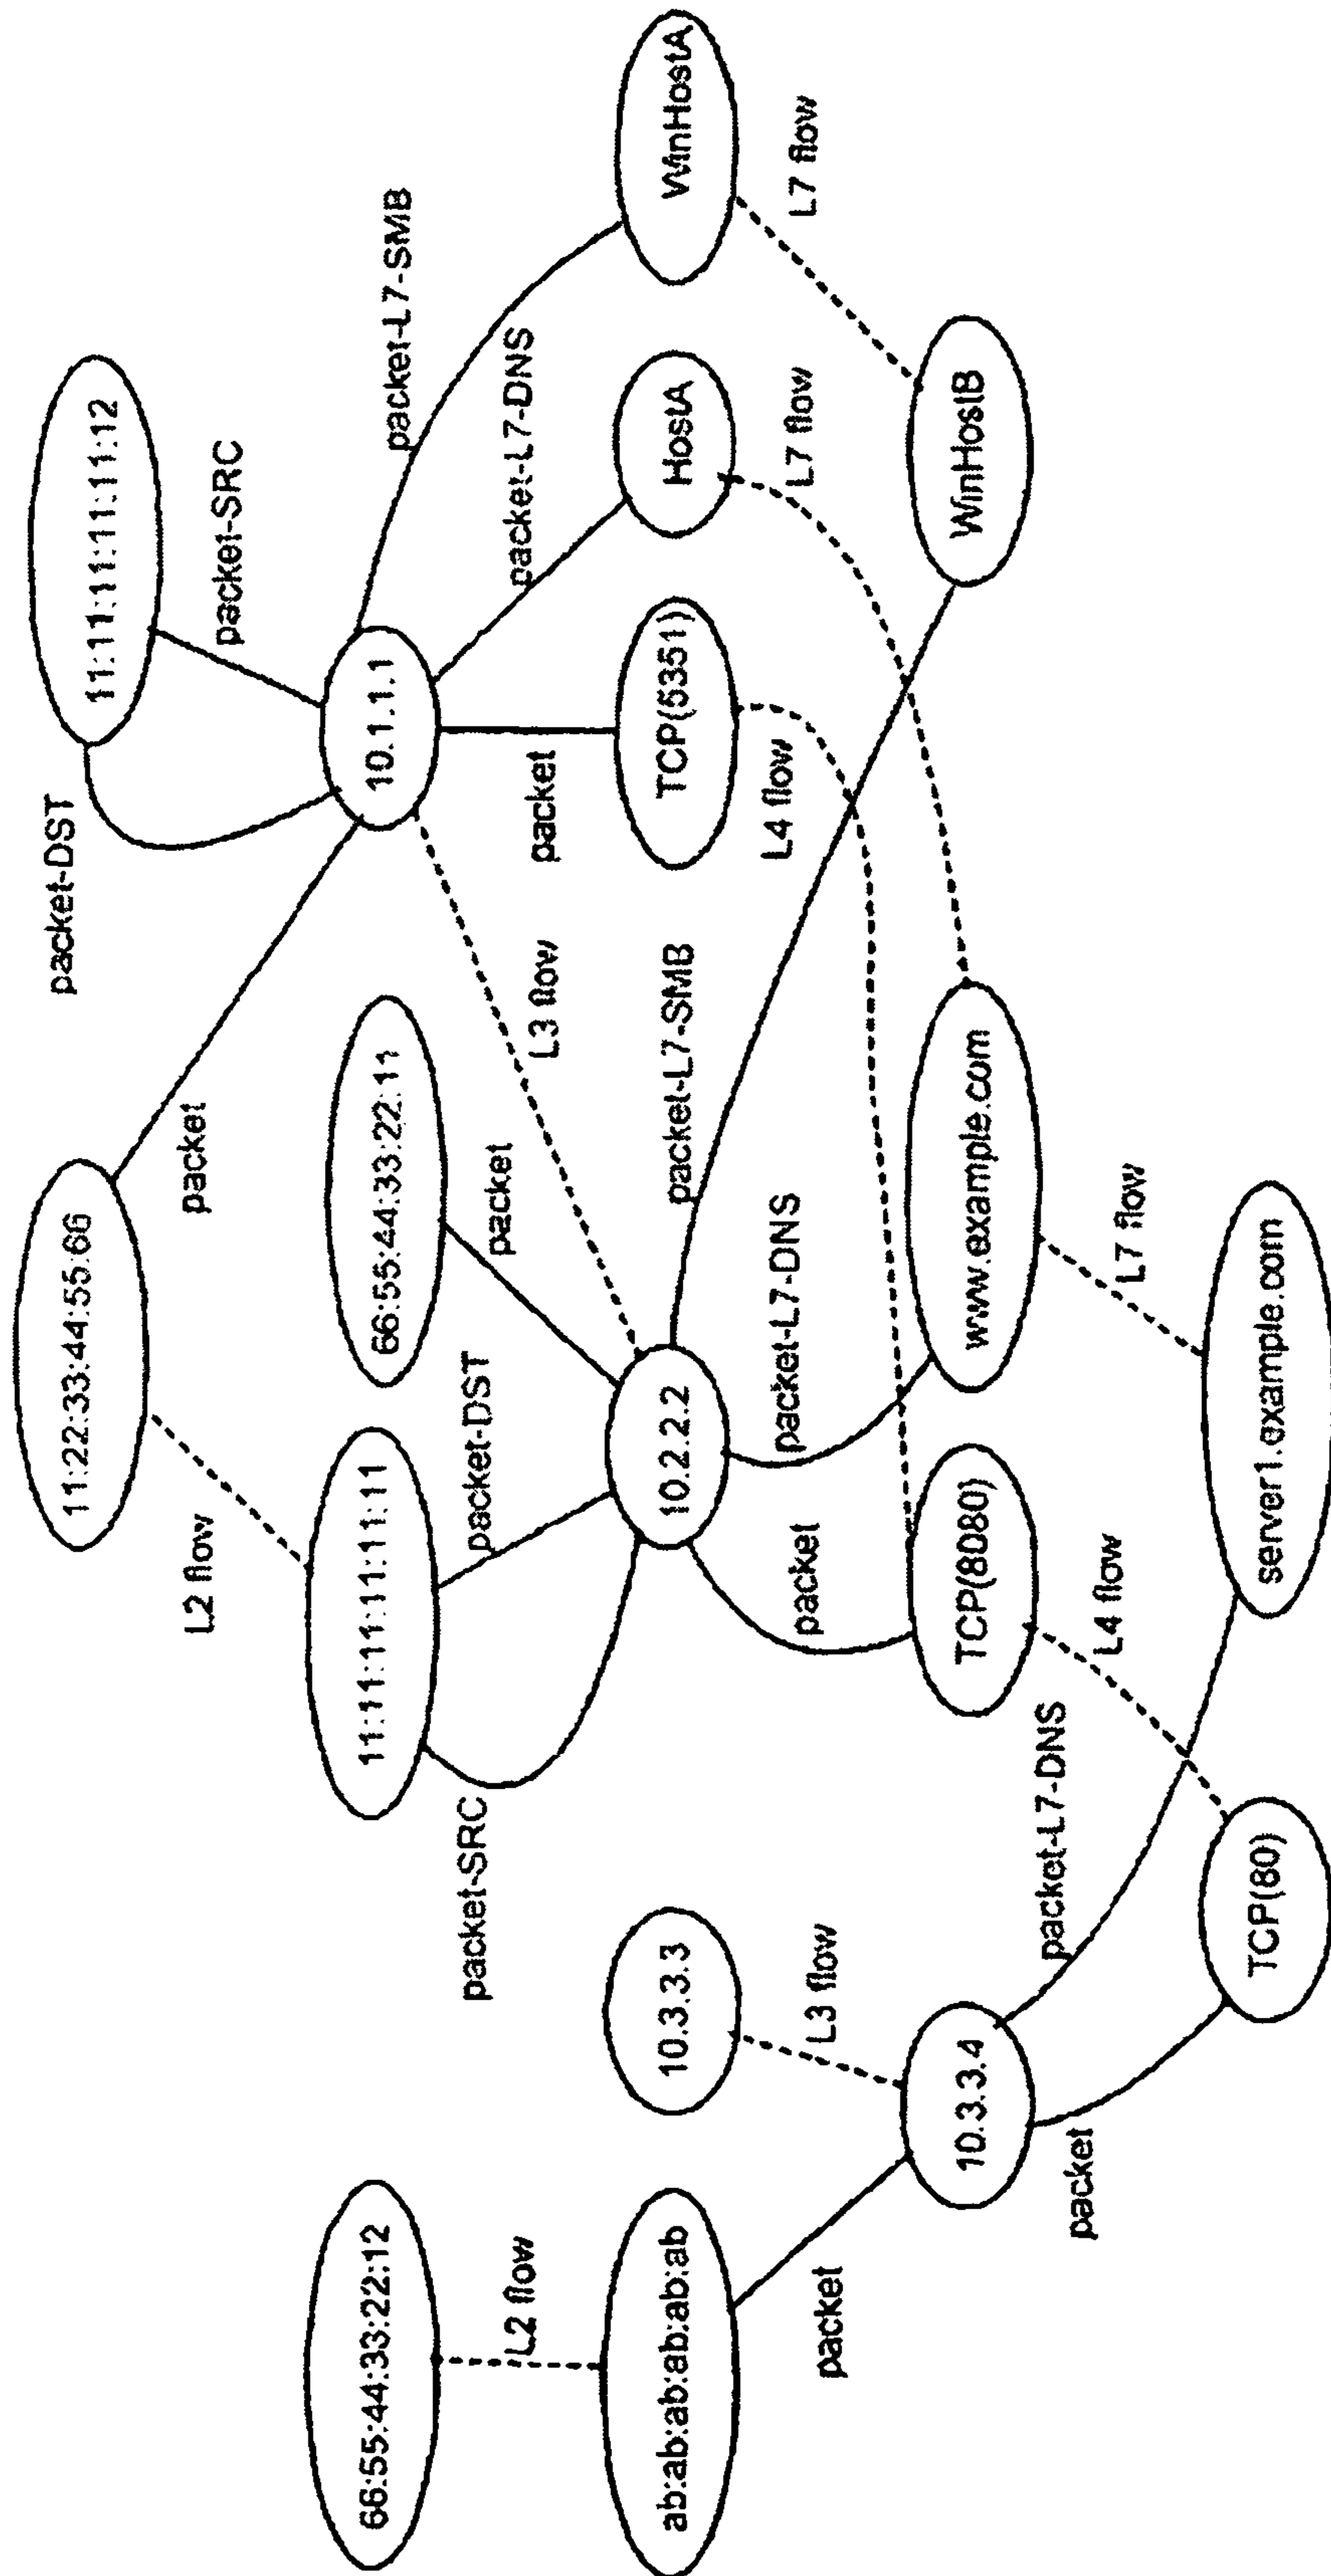 11:22:33:44:55:66
packet-DST
11:11:11:11:11:12
L2 flow
packet
packet-SRC
66:55:44:33:22:12
11:11:11:11:11:11
66:55:44:33:22:11
10.1.1.1
packet-L7-SMB
L2 flow
packet-SRC
packet-DST
packet
L3 flow
packet
packet-L7-DNS
ab:ab:ab:ab:ab
10.3.3.3
10.2.2.2
packet-L7-SMB
TCP(5351)
HostA
WinHostA
packet
L3 flow
packet
packet-L7-DNS
L4 flow
L7 flow
L7 flow
10.3.3.4
TCP(8080)
www.example.com
WinHostB
packet
packet-L7-DNS
L4 flow
L7 flow
TCP(80)
server1.example.com